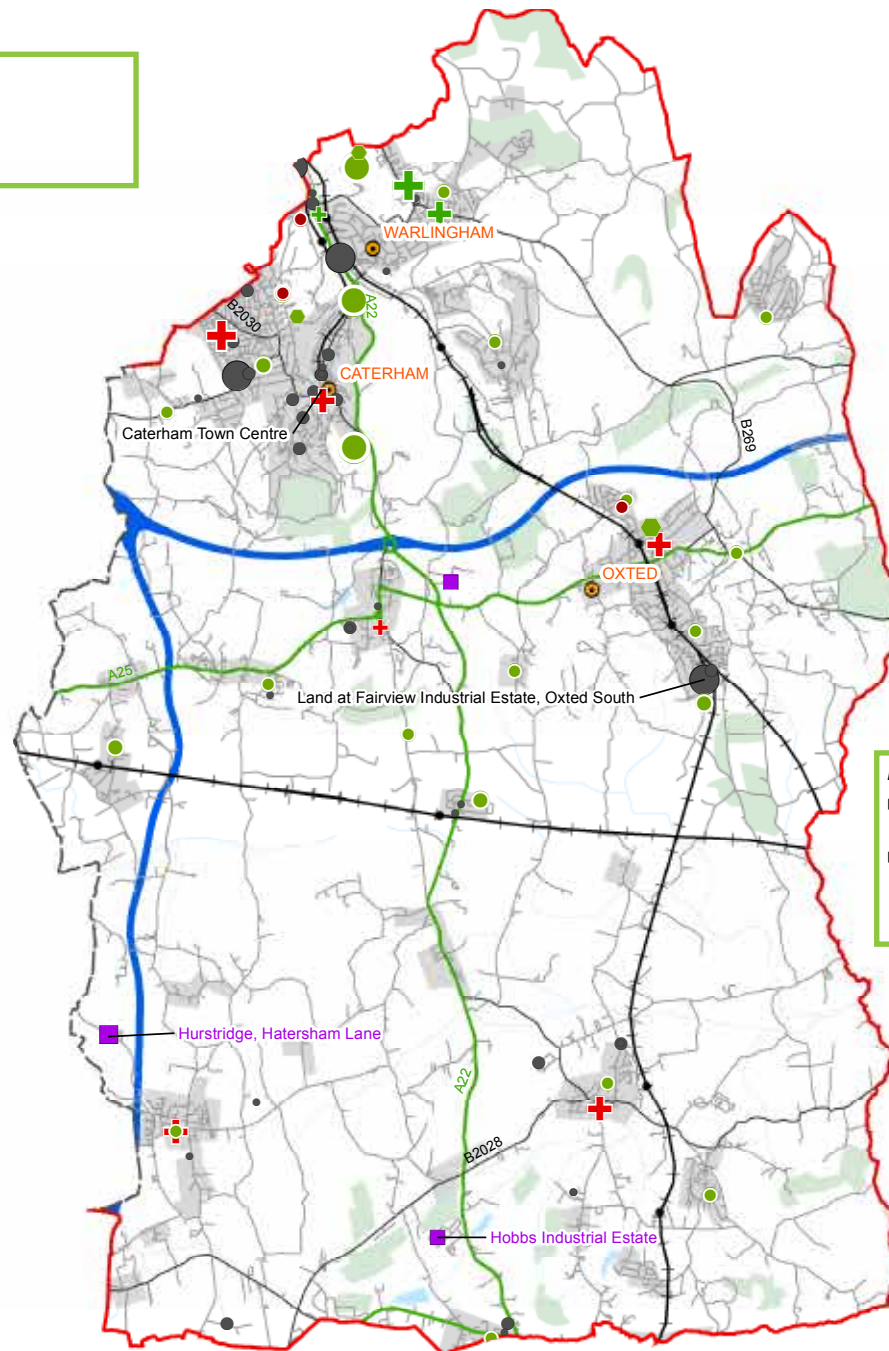 WARLINGHAM
A22
B2030
CATERHAM
Caterham Town Centre
B269
OXTED
A25
Land at Fairview Industrial Estate, Oxted South
Hurstridge, Hatersham Lane
A22
B2028
Hobbs Industrial Estate